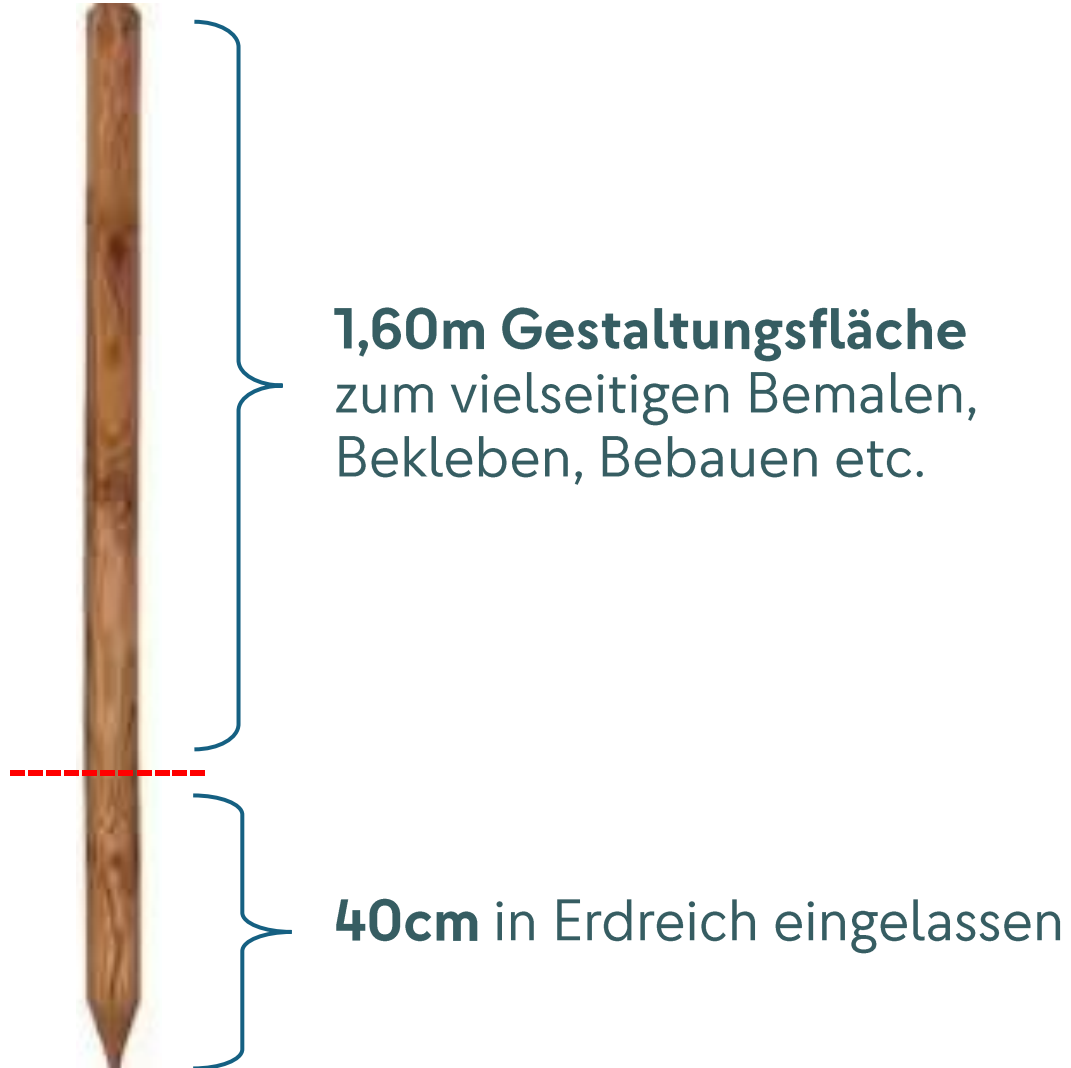 1,60m Gestaltungsfläche
zum vielseitigen Bemalen,
Bekleben, Bebauen etc.
40cm in Erdreich eingelassen